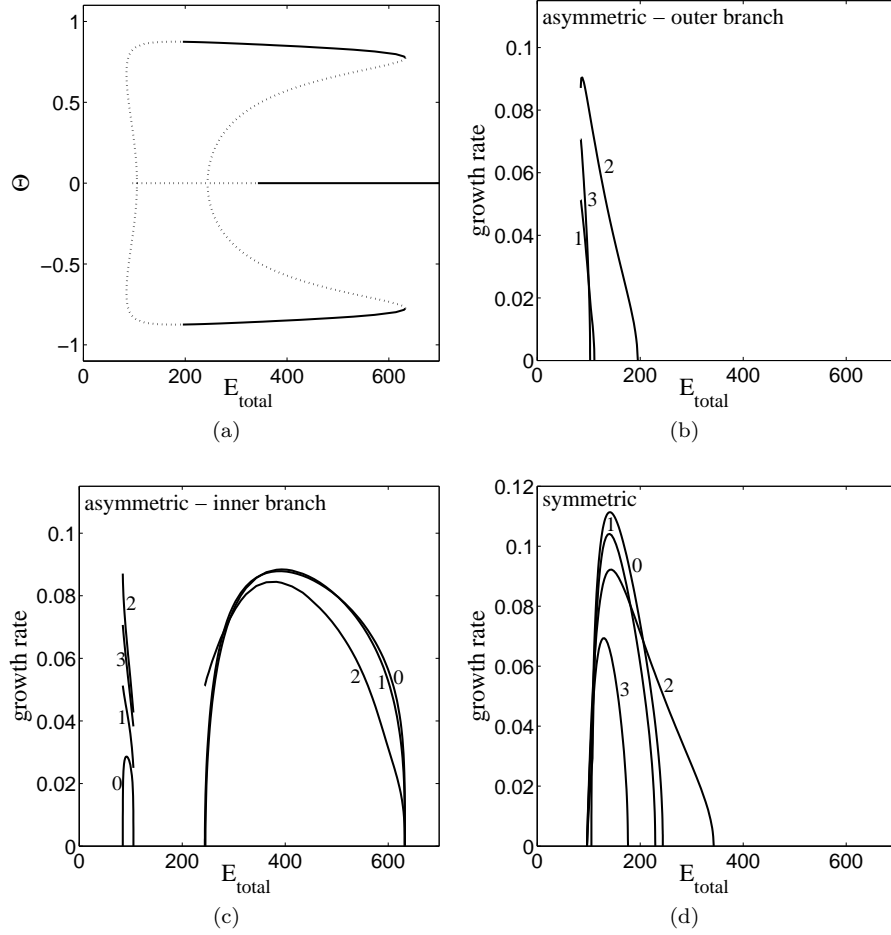 1
0.5
0
−0.5
−1
Θ
0 200 400 600
E_total
(a)
asymmetric − outer branch
0.1
0.08
0.06
0.04
0.02
0
growth rate
2
3
1
0 200 400 600
E_total
(b)
asymmetric − inner branch
0.1
0.08
0.06
0.04
0.02
0
growth rate
2
3
1
0
2
1
0
0 200 400 600
E_total
(c)
symmetric
0.12
0.1
0.08
0.06
0.04
0.02
0
growth rate
1
0
2
3
0 200 400 600
E_total
(d)